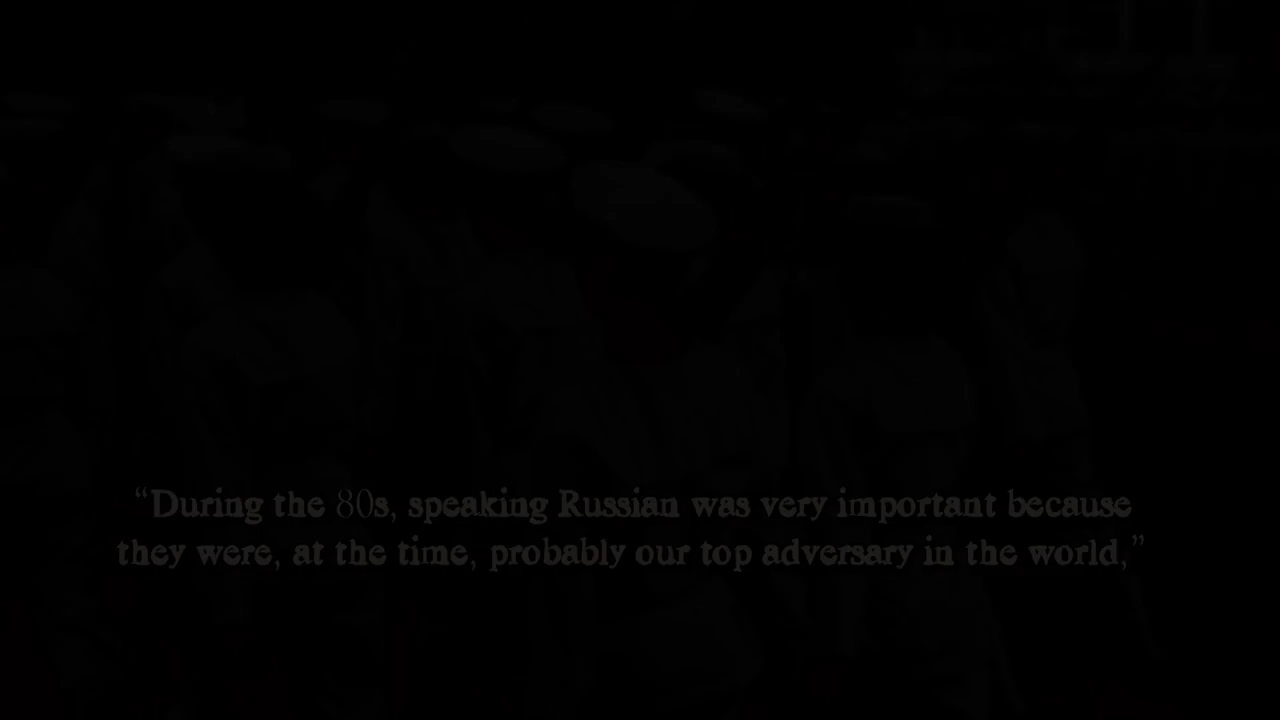 “During the 80s, speaking Russian was very important because
they were, at the time, probably our top adversary in the world,”